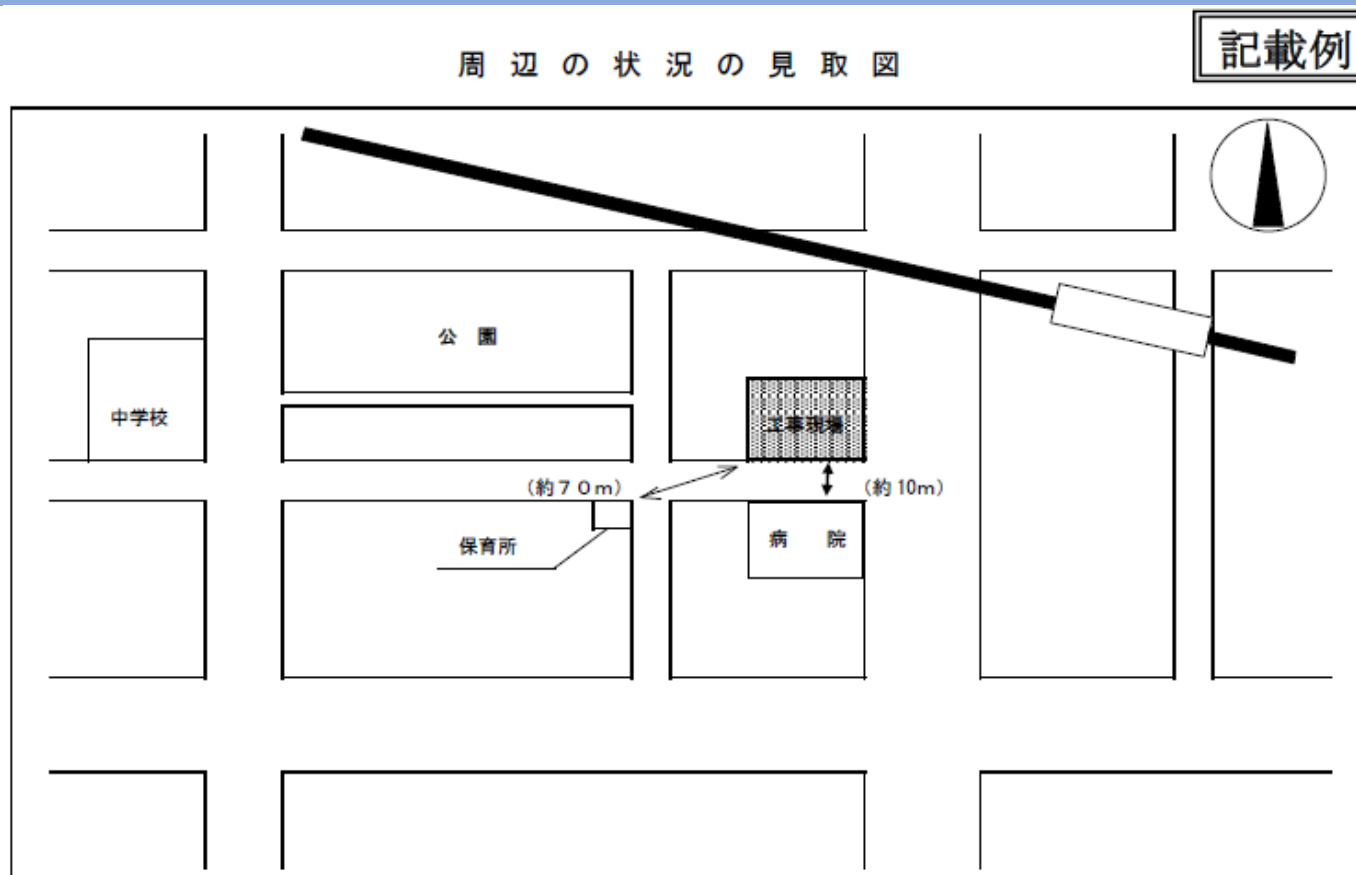 周辺の状況の見取図
記載例
公園
中学校
工事現場
(約70m)
(約10m)
保育所
病院